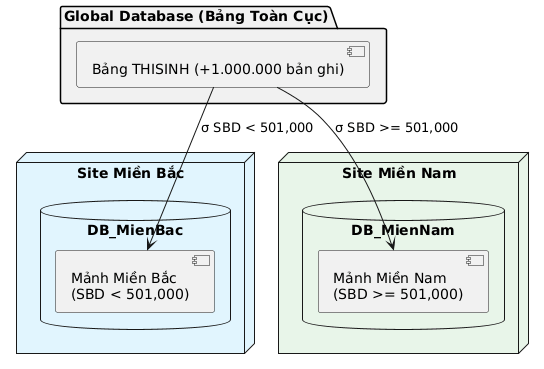 Global Database (Bảng Toàn Cục)
Bảng THISINH (+1.000.000 bản ghi)
σ SBD < 501,000
σ SBD >= 501,000
Site Miền Bắc
DB_MienBac
Mảnh Miền Bắc
(SBD < 501,000)
Site Miền Nam
DB_MienNam
Mảnh Miền Nam
(SBD >= 501,000)